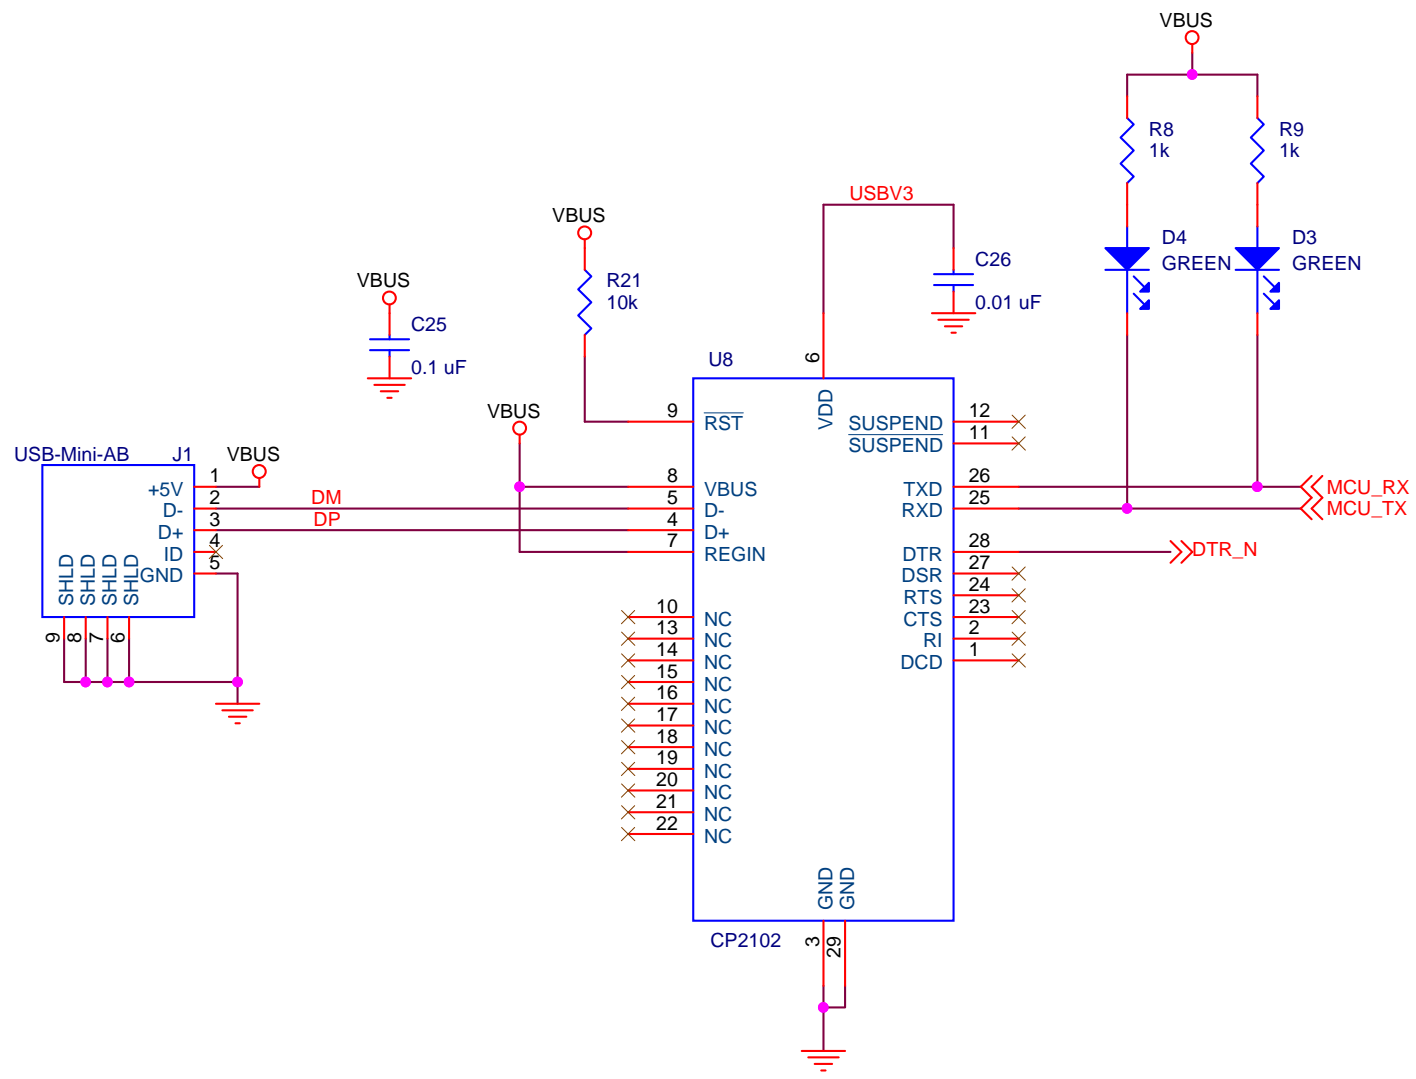 VBUS
R8
1k
R9
1k
D4
GREEN
D3
GREEN
USBV3
C26
0.01 uF
VBUS
R21
10k
VBUS
C25
0.1 uF
VBUS
USB-Mini-AB
J1
VBUS
+5V 1
D- 2
D+ 3
ID 4
GND 5
SHLD SHLD SHLD SHLD
9 8 7 6
DM
DP
U8
6
VDD
9 RST
8 VBUS
5 D-
4 D+
7 REGIN
10 NC
13 NC
14 NC
15 NC
16 NC
17 NC
18 NC
19 NC
20 NC
21 NC
22 NC
SUSPEND 12
SUSPEND 11
TXD 26
RXD 25
DTR 28
DSR 27
RTS 24
CTS 23
RI 2
DCD 1
MCU_RX
MCU_TX
DTR_N
GND GND
3 29
CP2102